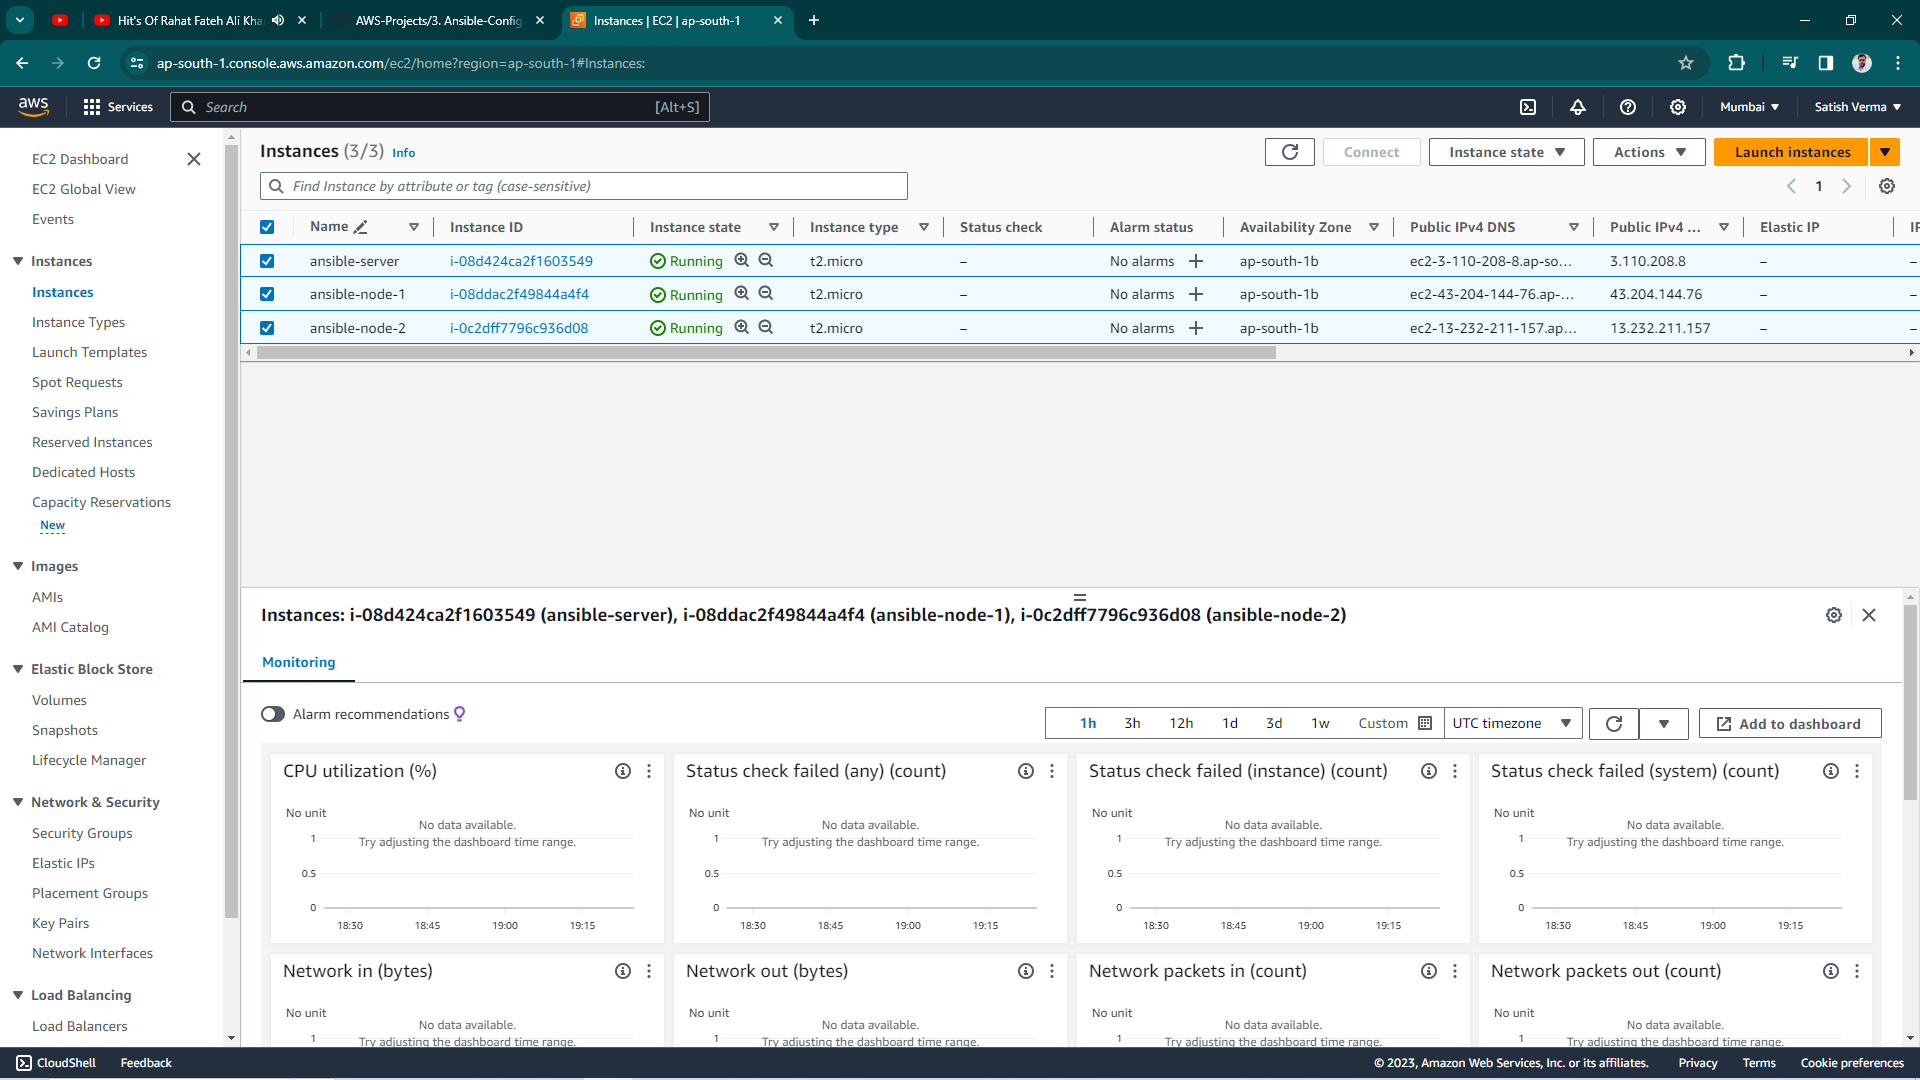 Hit's Of Rahat Fateh Ali Kha
AWS-Projects/3. Ansible-Config
Instances | EC2 | ap-south-1
ap-south-1.console.aws.amazon.com/ec2/home?region=ap-south-1#Instances:
aws Services Search [Alt+S] Mumbai Satish Verma
EC2 Dashboard
EC2 Global View
Events
Instances
Instances
Instance Types
Launch Templates
Spot Requests
Savings Plans
Reserved Instances
Dedicated Hosts
Capacity Reservations
New
Images
AMIs
AMI Catalog
Elastic Block Store
Volumes
Snapshots
Lifecycle Manager
Network & Security
Security Groups
Elastic IPs
Placement Groups
Key Pairs
Network Interfaces
Load Balancing
Load Balancers
Instances (3/3) Info
Connect Instance state Actions Launch instances
Find Instance by attribute or tag (case-sensitive)
1
Name Instance ID Instance state Instance type Status check Alarm status Availability Zone Public IPv4 DNS Public IPv4 ... Elastic IP IP
ansible-server i-08d424ca2f1603549 Running t2.micro – No alarms + ap-south-1b ec2-3-110-208-8.ap-so... 3.110.208.8 – –
ansible-node-1 i-08ddac2f49844a4f4 Running t2.micro – No alarms + ap-south-1b ec2-43-204-144-76.ap-... 43.204.144.76 – –
ansible-node-2 i-0c2dff7796c936d08 Running t2.micro – No alarms + ap-south-1b ec2-13-232-211-157.ap... 13.232.211.157 – –
Instances: i-08d424ca2f1603549 (ansible-server), i-08ddac2f49844a4f4 (ansible-node-1), i-0c2dff7796c936d08 (ansible-node-2)
Monitoring
Alarm recommendations
1h 3h 12h 1d 3d 1w Custom UTC timezone Add to dashboard
CPU utilization (%)
No unit
No data available.
Try adjusting the dashboard time range.
1
0.5
0
18:30 18:45 19:00 19:15
Status check failed (any) (count)
No unit
No data available.
Try adjusting the dashboard time range.
1
0.5
0
18:30 18:45 19:00 19:15
Status check failed (instance) (count)
No unit
No data available.
Try adjusting the dashboard time range.
1
0.5
0
18:30 18:45 19:00 19:15
Status check failed (system) (count)
No unit
No data available.
Try adjusting the dashboard time range.
1
0.5
0
18:30 18:45 19:00 19:15
Network in (bytes)
No unit
No data available.
Try adjusting the dashboard time range.
1
Network out (bytes)
No unit
No data available.
Try adjusting the dashboard time range.
1
Network packets in (count)
No unit
No data available.
Try adjusting the dashboard time range.
1
Network packets out (count)
No unit
No data available.
Try adjusting the dashboard time range.
1
CloudShell Feedback © 2023, Amazon Web Services, Inc. or its affiliates. Privacy Terms Cookie preferences